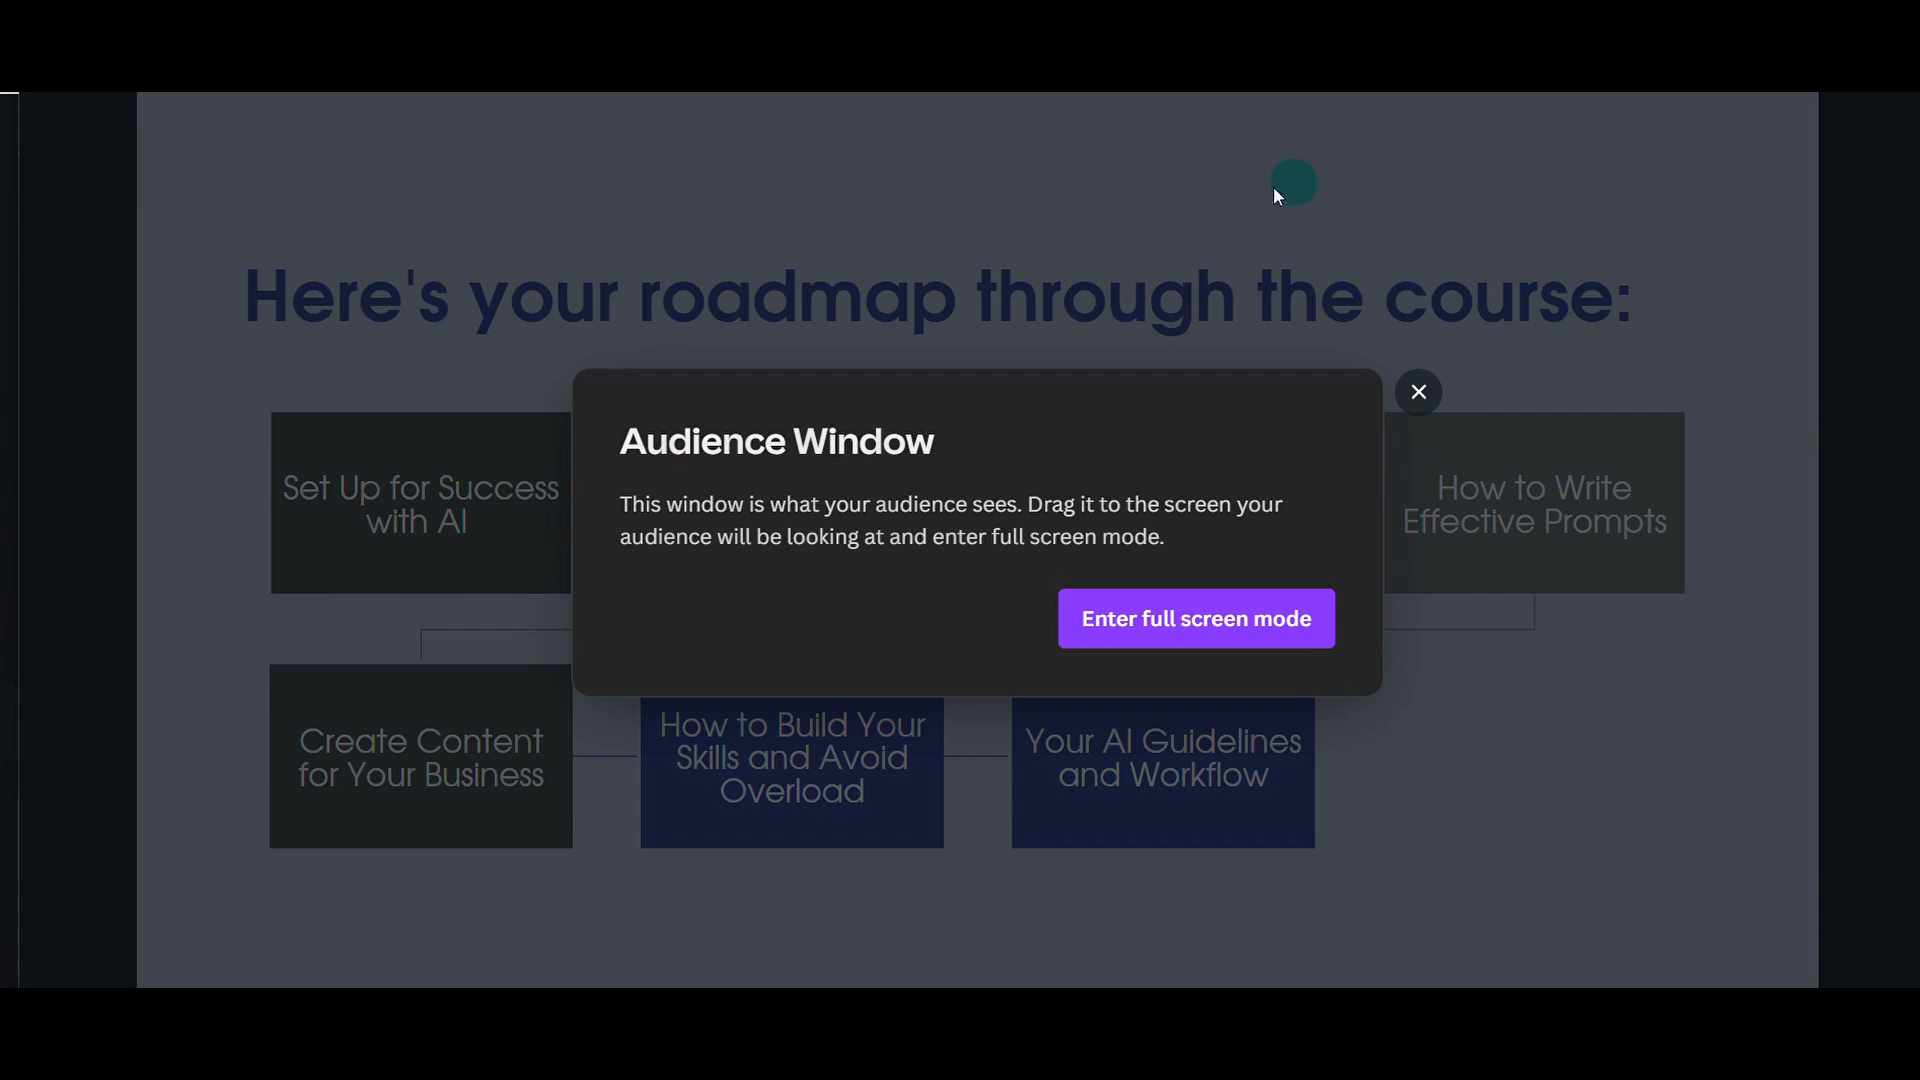 Here's your roadmap through the course:
Set Up for Success
with AI
Audience Window
This window is what your audience sees. Drag it to the screen your
audience will be looking at and enter full screen mode.
Enter full screen mode
How to Write
Effective Prompts
Create Content
for Your Business
How to Build Your
Skills and Avoid
Overload
Your AI Guidelines
and Workflow